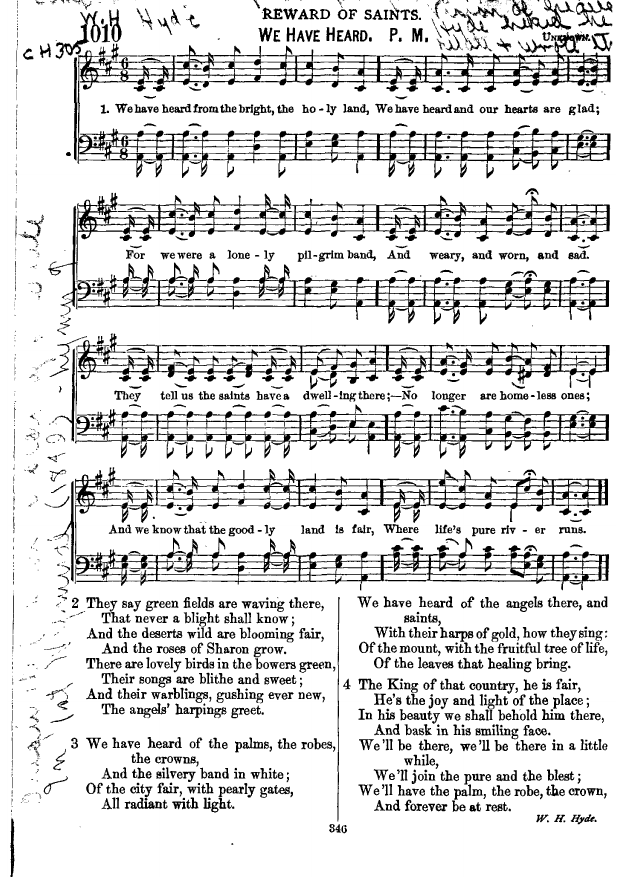 W. H Hyde
REWARD OF SAINTS.
1010 WE HAVE HEARD. P. M. UNKNOWN.
CH 305
1. We have heard from the bright, the ho - ly land, We have heard and our hearts are glad;
For we were a lone - ly pil - grim band, And weary, and worn, and sad.
They tell us the saints have a dwell - ing there;—No longer are home - less ones;
And we know that the good - ly land is fair, Where life's pure riv - er runs.
2 They say green fields are waving there,
That never a blight shall know;
And the deserts wild are blooming fair,
And the roses of Sharon grow.
There are lovely birds in the bowers green,
Their songs are blithe and sweet;
And their warblings, gushing ever new,
The angels' harpings greet.
3 We have heard of the palms, the robes,
the crowns,
And the silvery band in white;
Of the city fair, with pearly gates,
All radiant with light.
We have heard of the angels there, and
saints,
With their harps of gold, how they sing:
Of the mount, with the fruitful tree of life,
Of the leaves that healing bring.
4 The King of that country, he is fair,
He's the joy and light of the place;
In his beauty we shall behold him there,
And bask in his smiling face.
We'll be there, we'll be there in a little
while,
We'll join the pure and the blest;
We'll have the palm, the robe, the crown,
And forever be at rest.
W. H. Hyde.
346